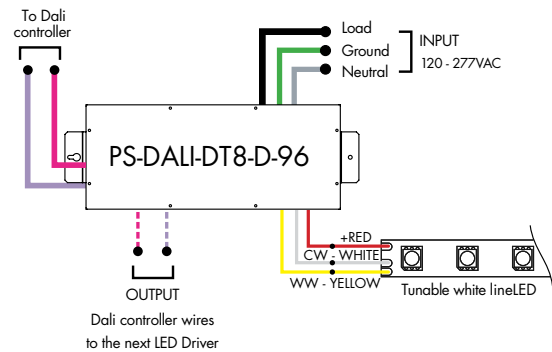 To Dali
controller
Load
Ground
Neutral
INPUT
120 - 277VAC
PS-DALI-DT8-D-96
+RED
CW - WHITE
WW - YELLOW
Tunable white lineLED
OUTPUT
Dali controller wires
to the next LED Driver